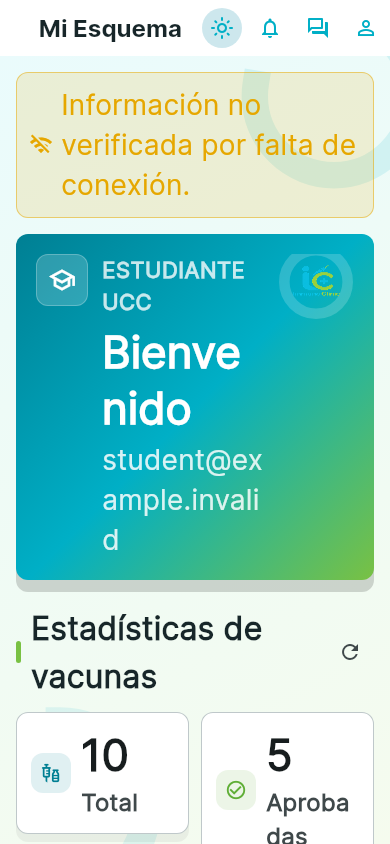 Mi Esquema
Información no
verificada por falta de
conexión.
ESTUDIANTE
UCC
Bienve
nido
student@ex
ample.invali
d
Estadísticas de
vacunas
10
Total
5
Aproba
das